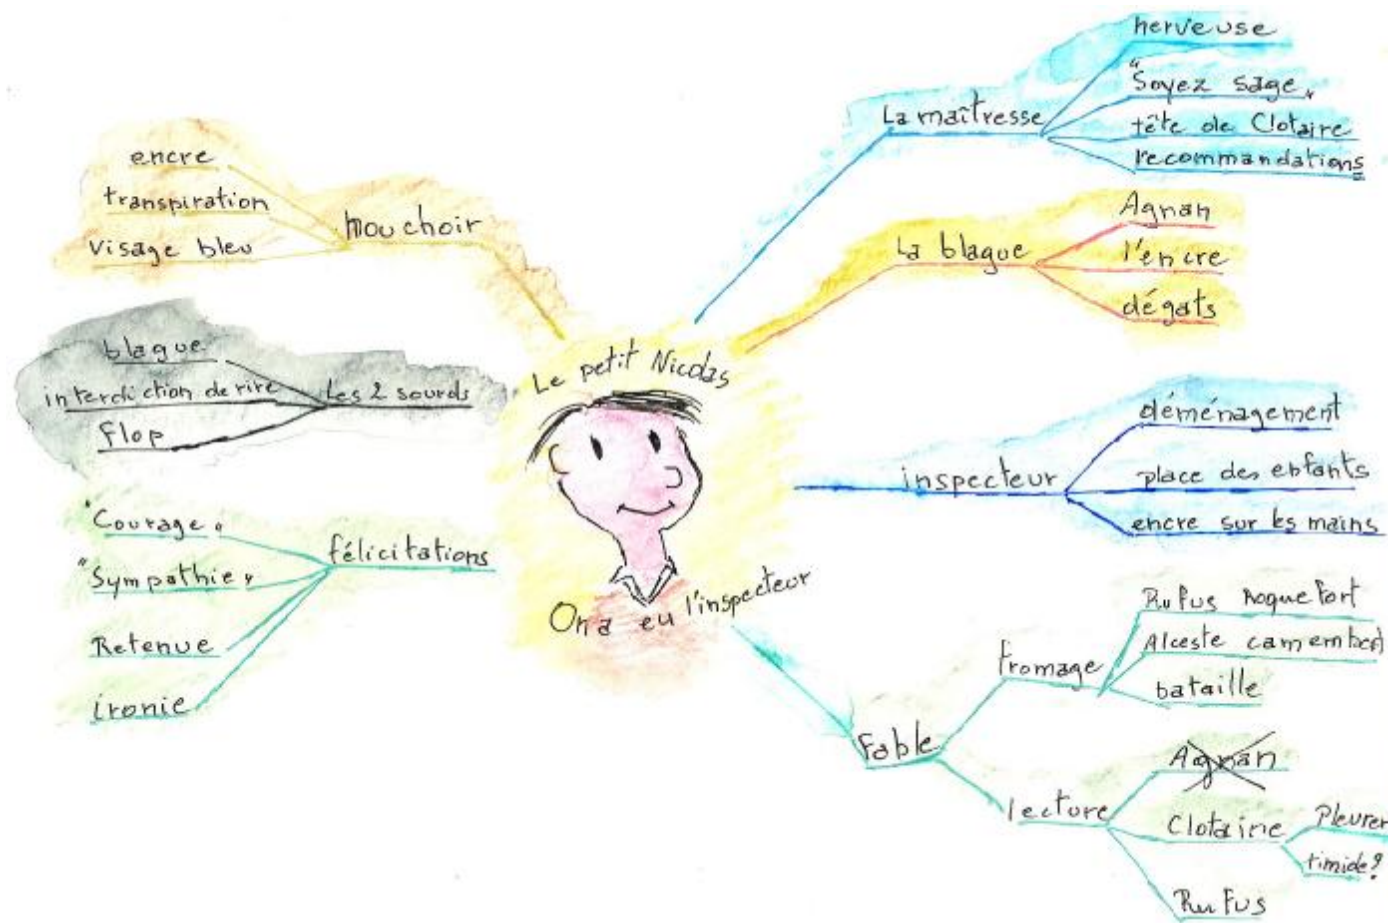 Le petit Nicolas
On a eu l'inspecteur
La maîtresse
nerveuse
"Soyez sage"
tête de Clotaire
recommandations
La blague
Agnan
l'encre
dégats
inspecteur
déménagement
place des enfants
encre sur les mains
Fable
fromage
Rufus roquefort
Alceste camembert
bataille
lecture
Agnan
Clotaire
Pleurer
timide?
Rufus
félicitations
"Courage"
"Sympathie"
Retenue
ironie
Les 2 sourds
blague
interdiction de rire
flop
mouchoir
encre
transpiration
visage bleu